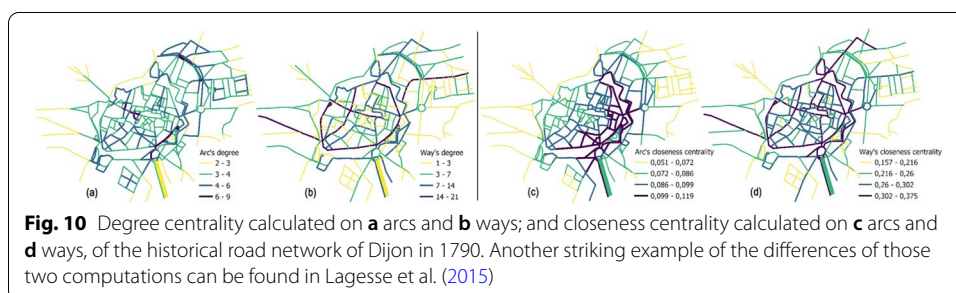 Arc's degree
2 - 3
3 - 4
4 - 6
6 - 9
(a)
Way's degree
1 - 3
3 - 7
7 - 14
14 - 21
(b)
Arc's closeness centrality
0,051 - 0,072
0,072 - 0,086
0,086 - 0,099
0,099 - 0,119
(c)
Way's closeness centrality
0,157 - 0,216
0,216 - 0,26
0,26 - 0,302
0,302 - 0,375
(d)
Fig. 10 Degree centrality calculated on a arcs and b ways; and closeness centrality calculated on c arcs and
d ways, of the historical road network of Dijon in 1790. Another striking example of the differences of those
two computations can be found in Lagesse et al. (2015)